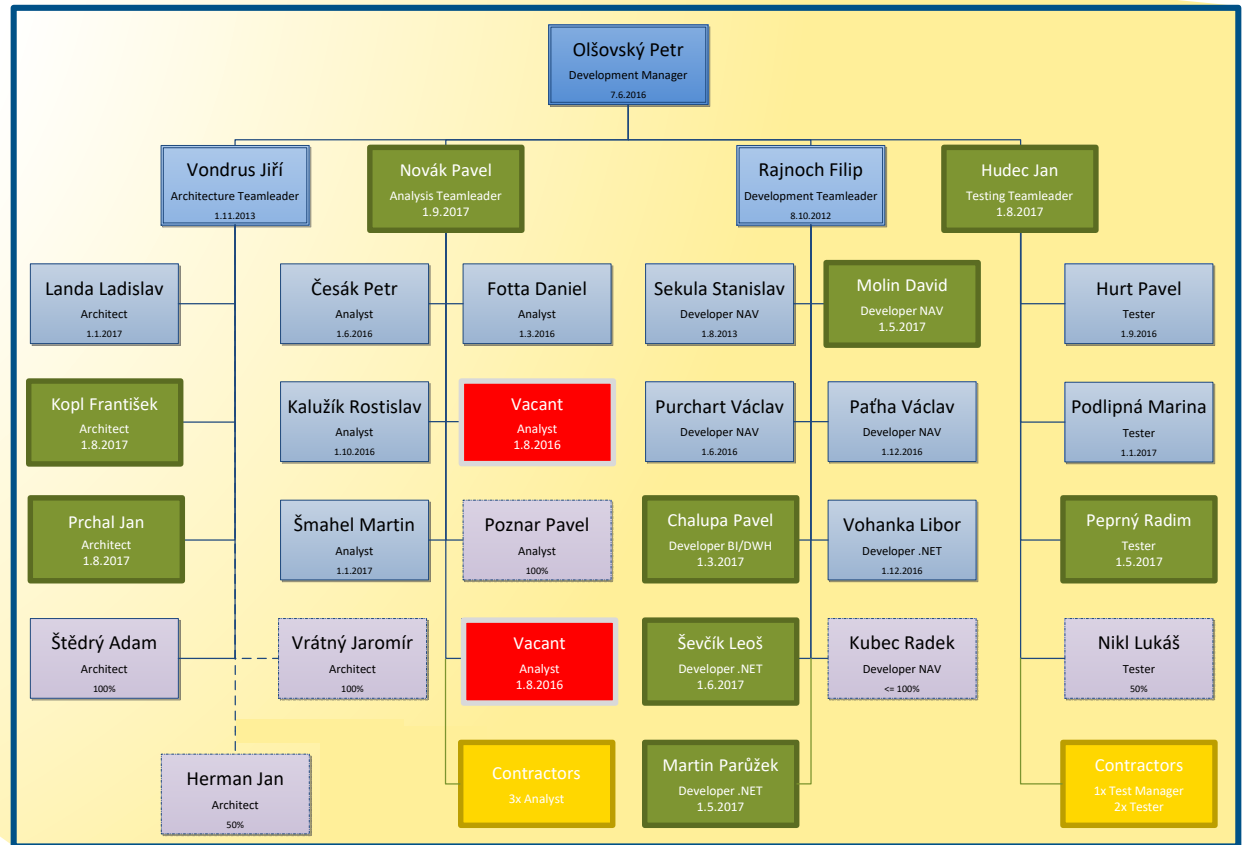 Olšovský Petr
Development Manager
7.6.2016
Vondrus Jiří
Architecture Teamleader
1.11.2013
Novák Pavel
Analysis Teamleader
1.9.2017
Rajnoch Filip
Development Teamleader
8.10.2012
Hudec Jan
Testing Teamleader
1.8.2017
Landa Ladislav
Architect
1.1.2017
Česák Petr
Analyst
1.6.2016
Fotta Daniel
Analyst
1.3.2016
Sekula Stanislav
Developer NAV
1.8.2013
Molin David
Developer NAV
1.5.2017
Hurt Pavel
Tester
1.9.2016
Kopl František
Architect
1.8.2017
Kalužík Rostislav
Analyst
1.10.2016
Vacant
Analyst
1.8.2016
Purchart Václav
Developer NAV
1.6.2016
Paťha Václav
Developer NAV
1.12.2016
Podlipná Marina
Tester
1.1.2017
Prchal Jan
Architect
1.8.2017
Šmahel Martin
Analyst
1.1.2017
Poznar Pavel
Analyst
100%
Chalupa Pavel
Developer BI/DWH
1.3.2017
Vohanka Libor
Developer .NET
1.12.2016
Peprný Radim
Tester
1.5.2017
Štědrý Adam
Architect
100%
Vrátný Jaromír
Architect
100%
Vacant
Analyst
1.8.2016
Ševčík Leoš
Developer .NET
1.6.2017
Kubec Radek
Developer NAV
<= 100%
Nikl Lukáš
Tester
50%
Herman Jan
Architect
50%
Contractors
3x Analyst
Martin Parůžek
Developer .NET
1.5.2017
Contractors
1x Test Manager
2x Tester